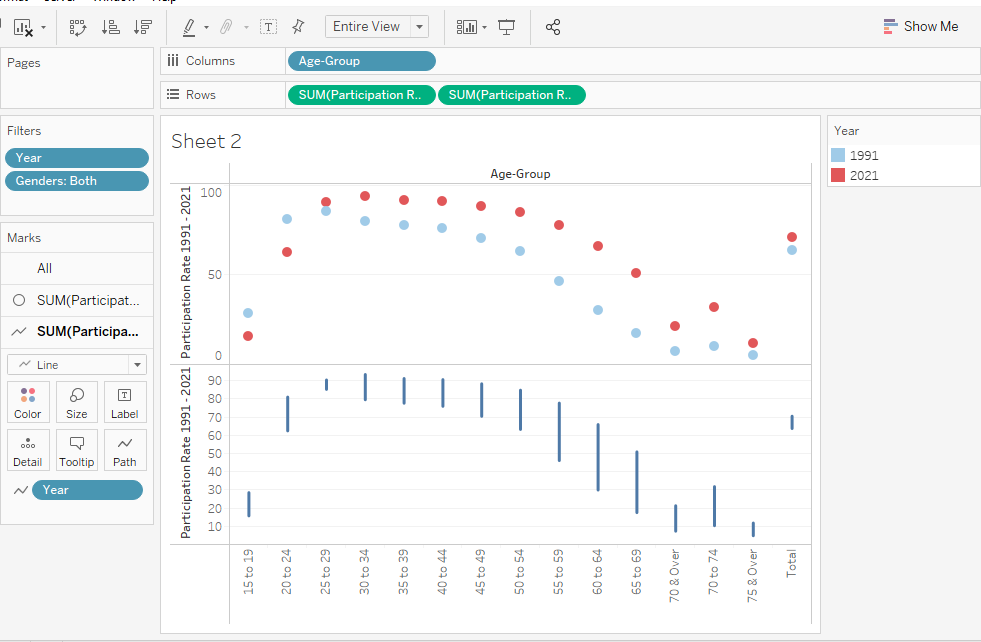 Entire View
Show Me
Pages
Columns
Age-Group
Rows
SUM(Participation R..
SUM(Participation R..
Filters
Year
Genders: Both
Marks
All
SUM(Participat...
SUM(Participa...
Line
Color
Size
Label
Detail
Tooltip
Path
Year
Sheet 2
Age-Group
Participation Rate 1991 - 2021
100
50
0
Participation Rate 1991 - 2021
90
80
70
60
50
40
30
20
10
15 to 19
20 to 24
25 to 29
30 to 34
35 to 39
40 to 44
45 to 49
50 to 54
55 to 59
60 to 64
65 to 69
70 & Over
70 to 74
75 & Over
Total
Year
1991
2021